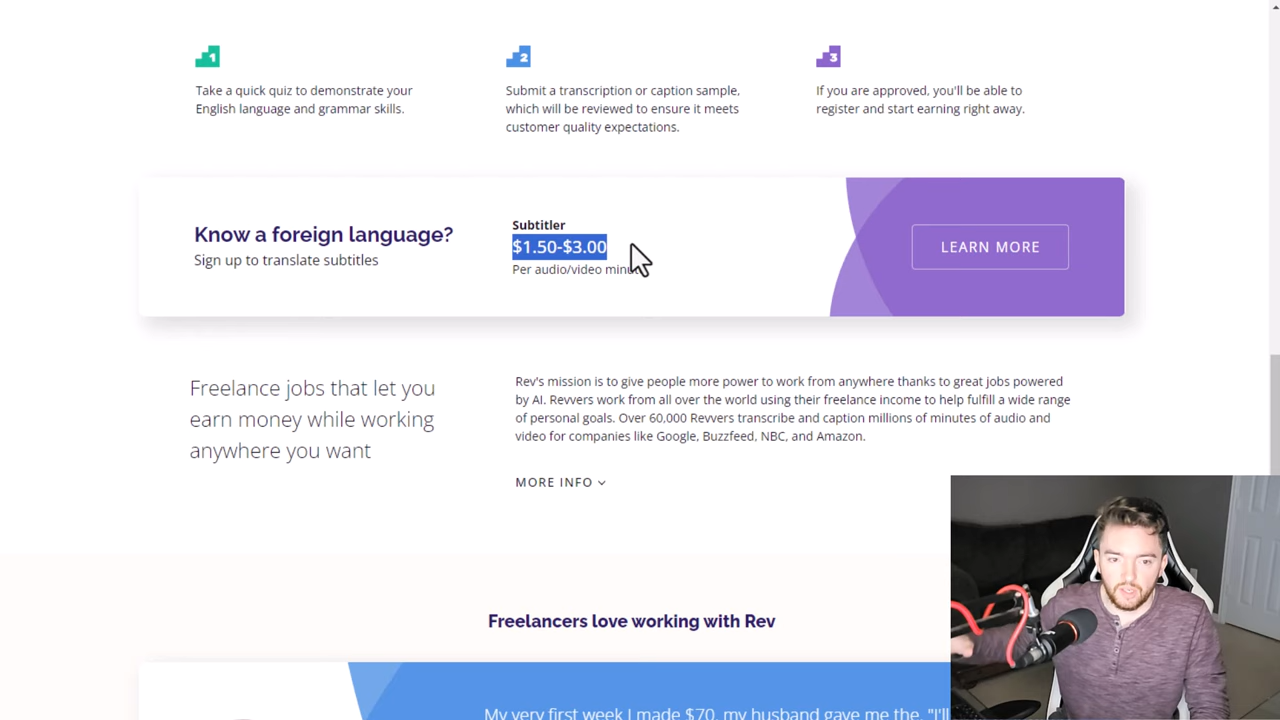 1
Take a quick quiz to demonstrate your
English language and grammar skills.
2
Submit a transcription or caption sample,
which will be reviewed to ensure it meets
customer quality expectations.
3
If you are approved, you'll be able to
register and start earning right away.
Know a foreign language?
Sign up to translate subtitles
Subtitler
$1.50-$3.00
Per audio/video
LEARN MORE
Freelance jobs that let you
earn money while working
anywhere you want
Rev's mission is to give people more power to work from anywhere thanks to great jobs powered
by AI. Revvers work from all over the world using their freelance income to help fulfill a wide range
of personal goals. Over 60,000 Revvers transcribe and caption millions of minutes of audio and
video for companies like Google, Buzzfeed, NBC, and Amazon.
MORE INFO
Freelancers love working with Rev
My very first week I made $70, my husband gave me the, "I'll